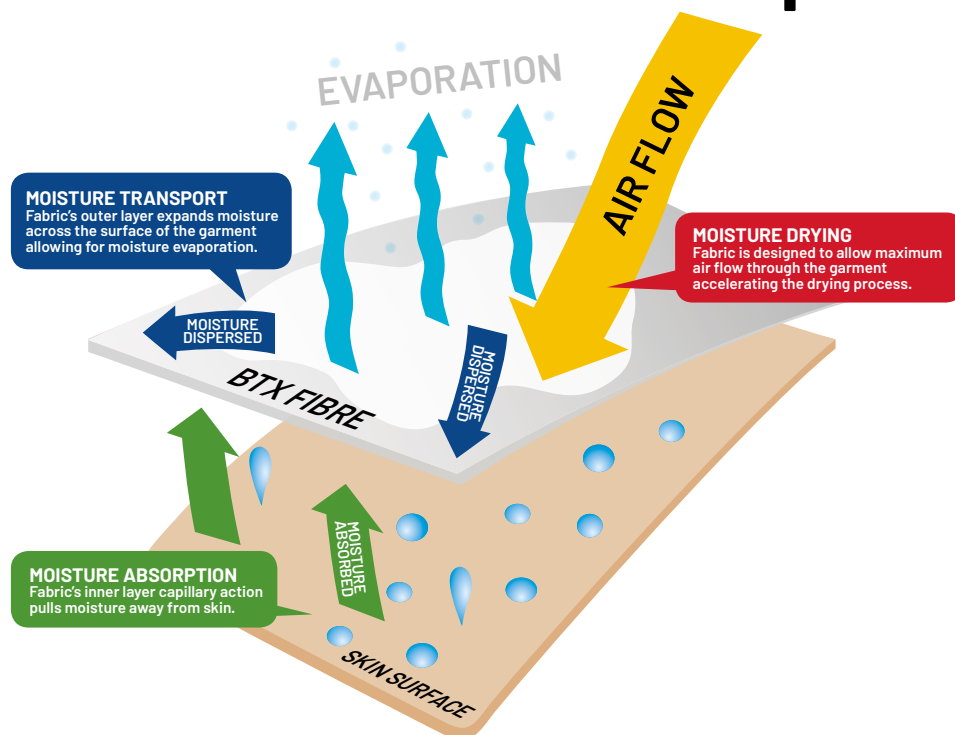 EVAPORATION
AIR FLOW
MOISTURE TRANSPORT
Fabric's outer layer expands moisture
across the surface of the garment
allowing for moisture evaporation.
MOISTURE DRYING
Fabric is designed to allow maximum
air flow through the garment
accelerating the drying process.
MOISTURE
DISPERSED
MOISTURE
DISPERSED
BTX FIBRE
MOISTURE
ABSORBED
MOISTURE ABSORPTION
Fabric's inner layer capillary action
pulls moisture away from skin.
SKIN SURFACE